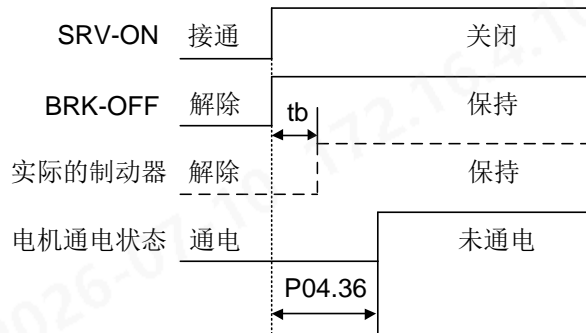 SRV-ON 接通 关闭
BRK-OFF 解除 tb 保持
实际的制动器 解除 保持
电机通电状态 通电 未通电
P04.36